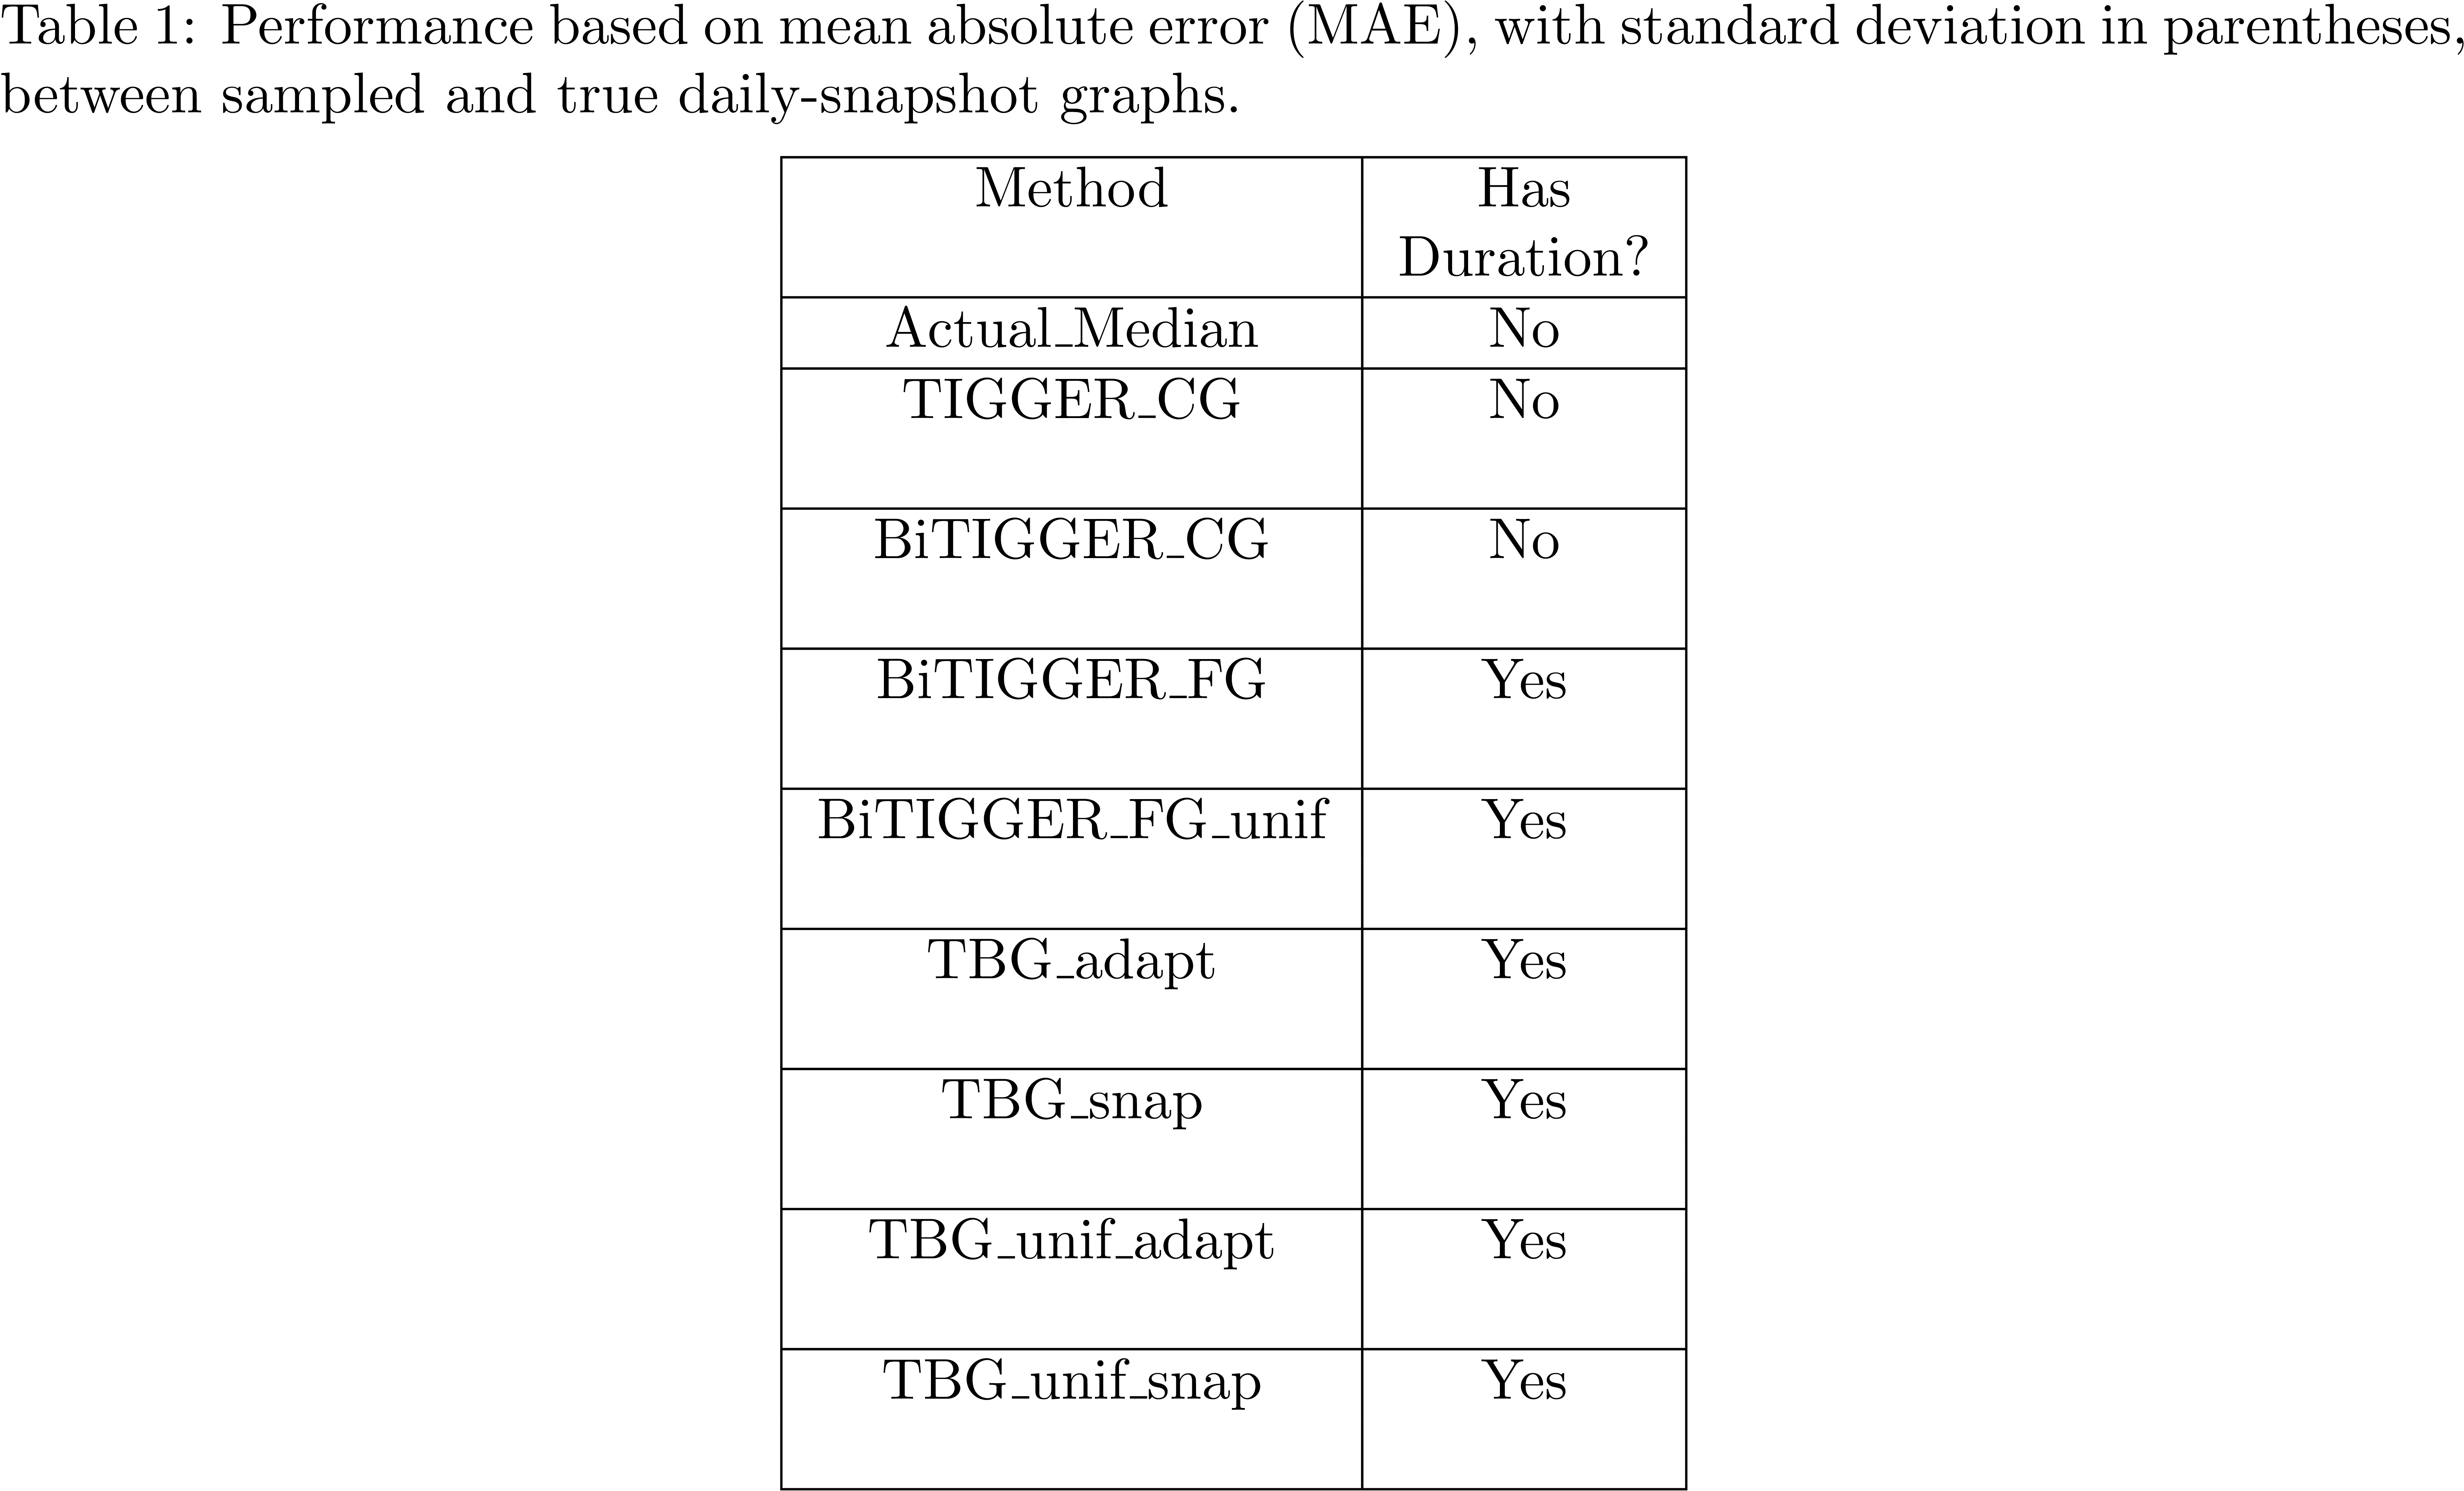 Table 1: Performance based on mean absolute error (MAE), with standard deviation in parentheses,
between sampled and true daily-snapshot graphs.
Method Has
Duration?
Actual_Median No
TIGGER_CG No
BiTIGGER_CG No
BiTIGGER_FG Yes
BiTIGGER_FG_unif Yes
TBG_adapt Yes
TBG_snap Yes
TBG_unif_adapt Yes
TBG_unif_snap Yes